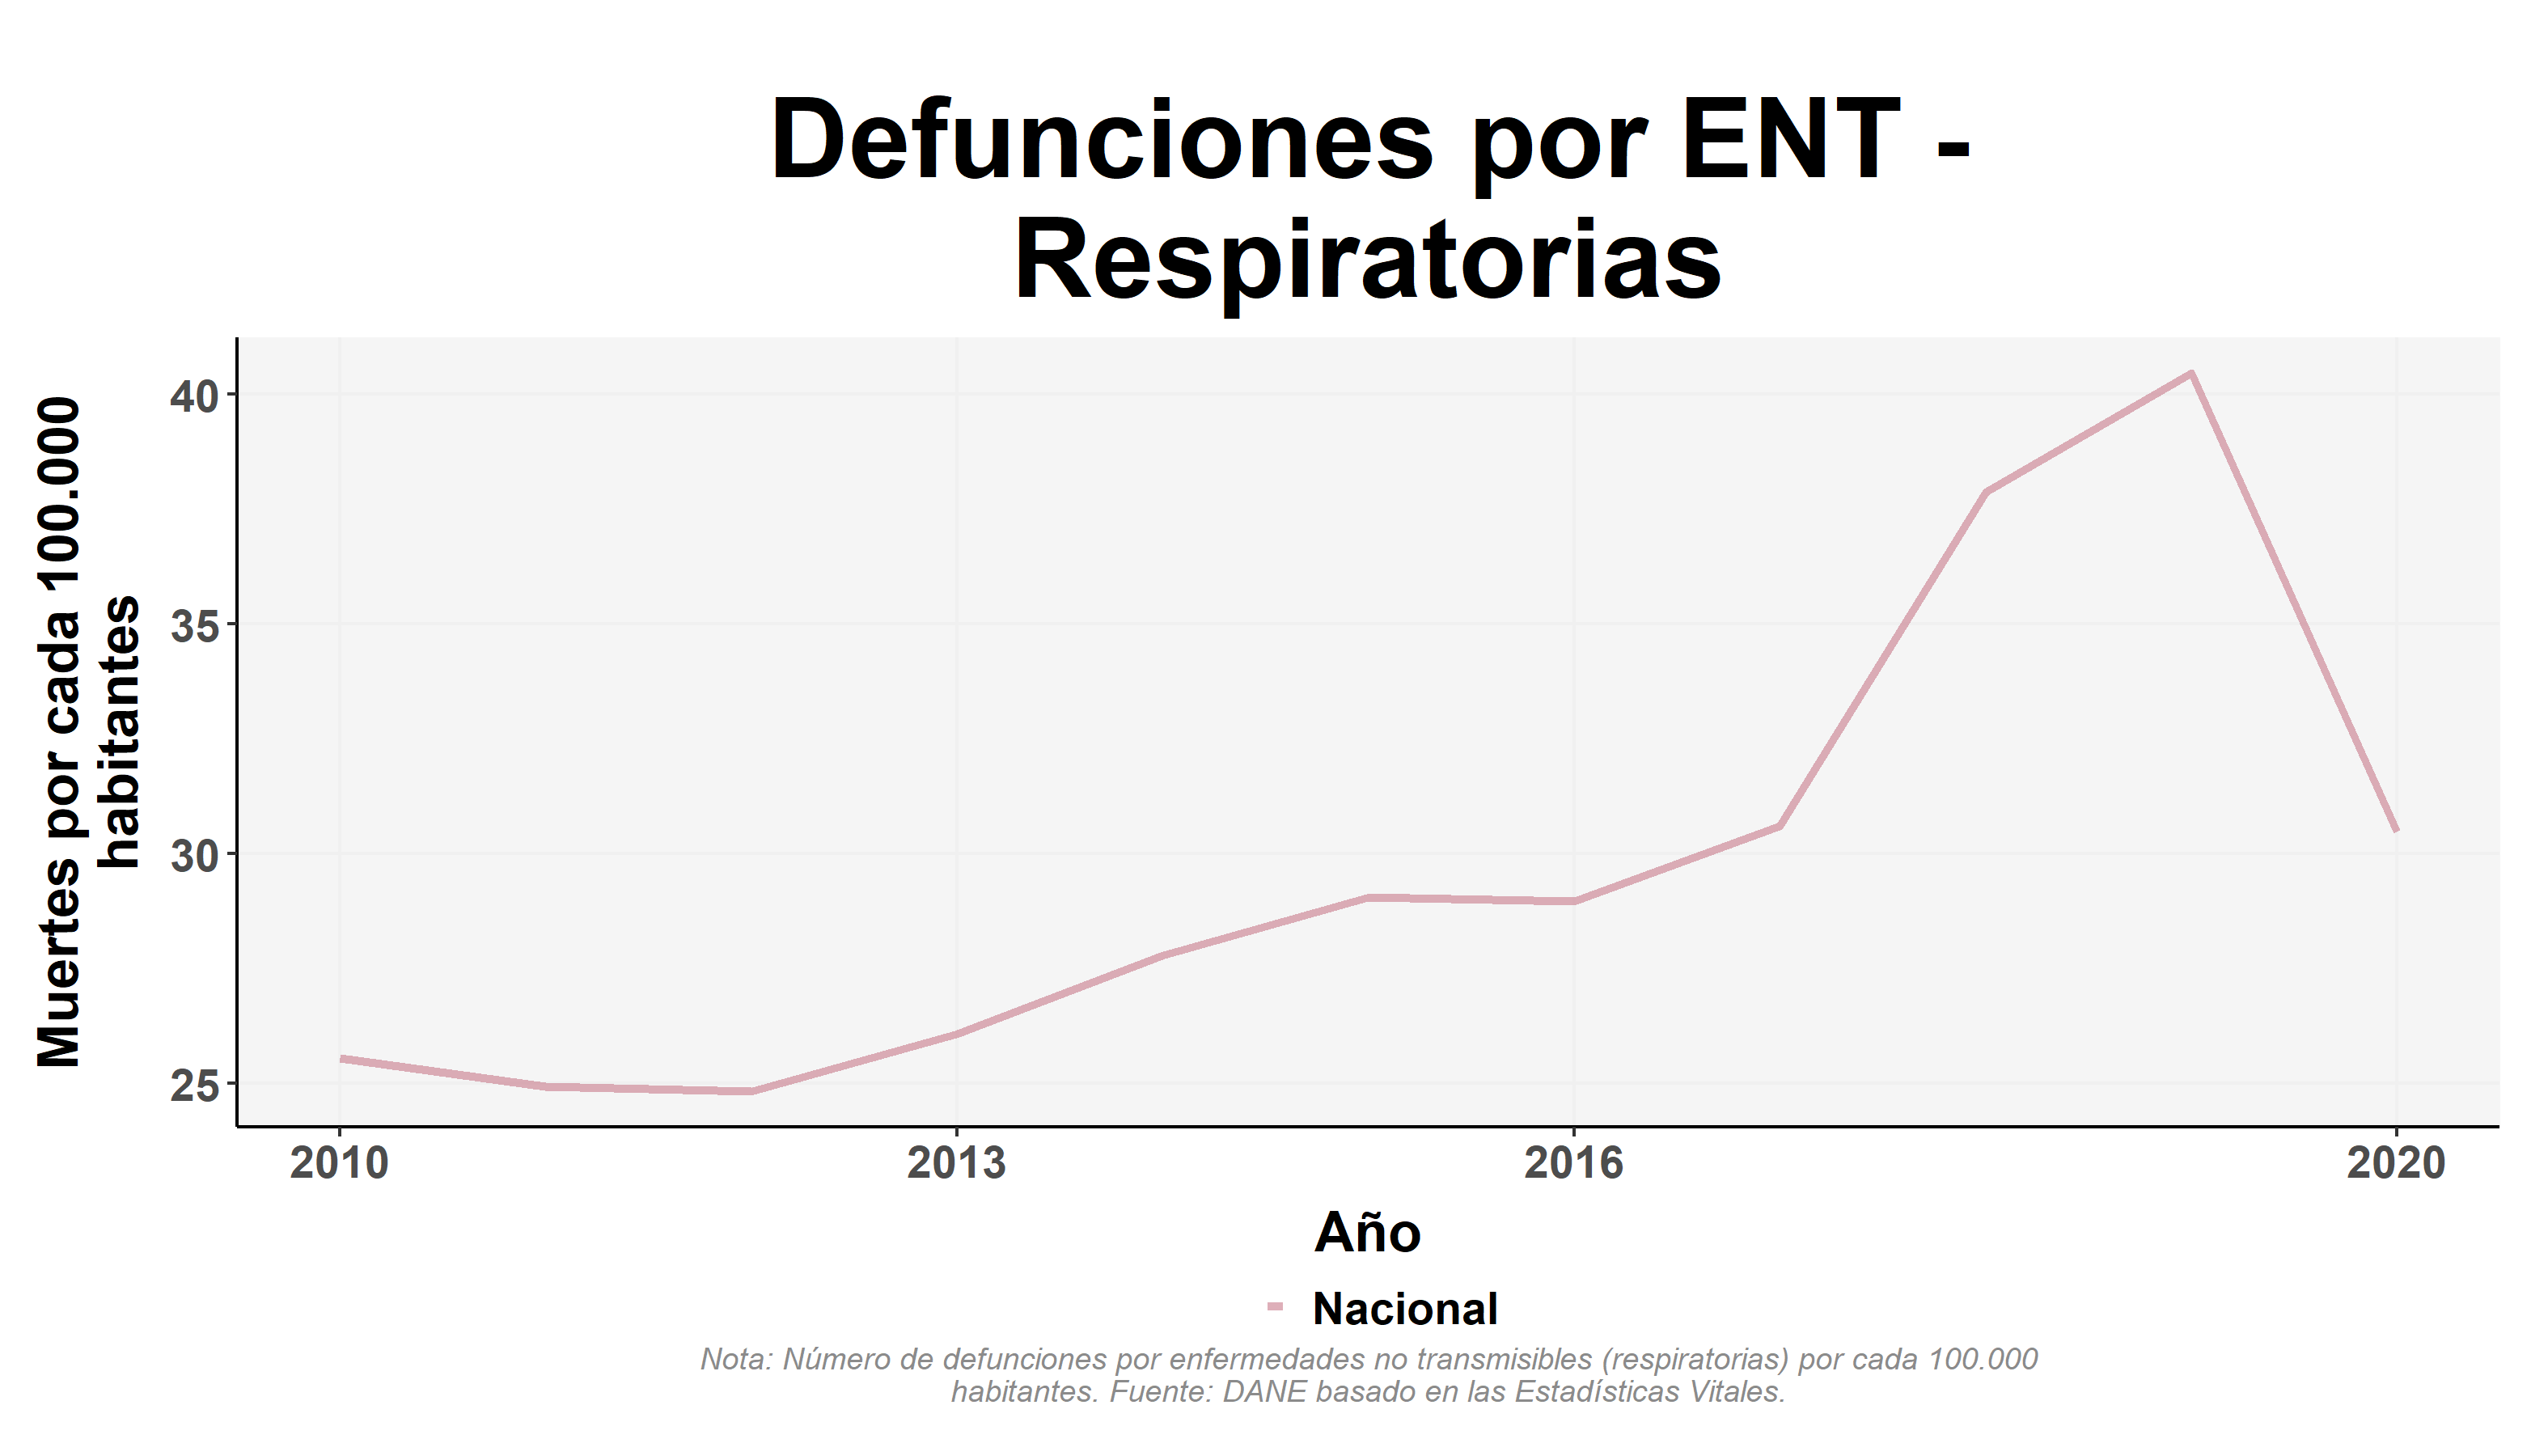 Defunciones por ENT -
Respiratorias
Muertes por cada 100.000
habitantes
40
35
30
25
2010
2013
2016
2020
Año
Nacional
Nota: Número de defunciones por enfermedades no transmisibles (respiratorias) por cada 100.000
habitantes. Fuente: DANE basado en las Estadísticas Vitales.